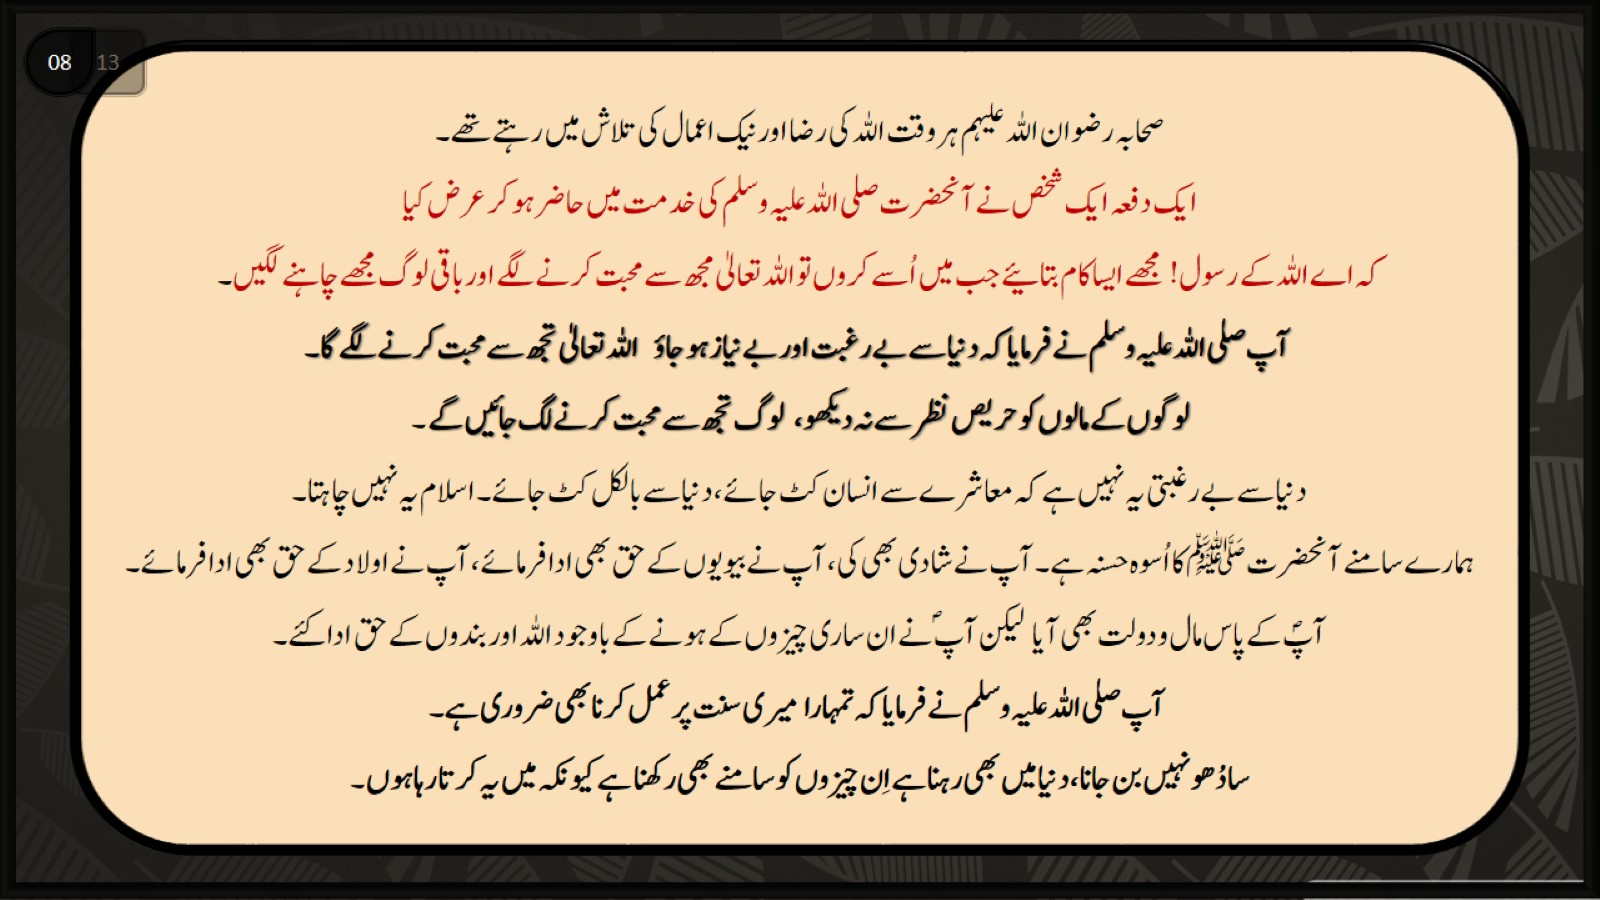 08 13
صحابہ رضوان اللہ علیہم ہر وقت اللہ کی رضا اور نیک اعمال کی تلاش میں رہتے تھے۔
ایک دفعہ ایک شخص نے آنحضرت صلی اللہ علیہ وسلم کی خدمت میں حاضر ہو کر عرض کیا
کہ اے اللہ کے رسول! مجھے ایسا کام بتائیے جب میں اُسے کروں تو اللہ تعالیٰ مجھ سے محبت کرنے لگے اور باقی لوگ مجھے چاہنے لگیں۔
آپ صلی اللہ علیہ وسلم نے فرمایا کہ دنیا سے بے رغبت اور بے نیاز ہو جاؤ اللہ تعالیٰ تجھ سے محبت کرنے لگے گا۔
لوگوں کے مالوں کو حریص نظر سے نہ دیکھو، لوگ تجھ سے محبت کرنے لگ جائیں گے۔
دنیا سے بے رغبتی یہ نہیں ہے کہ معاشرے سے انسان کٹ جائے، دنیا سے بالکل کٹ جائے۔ اسلام یہ نہیں چاہتا۔
ہمارے سامنے آنحضرت ﷺ کا اُسوہ حسنہ ہے۔ آپ نے شادی بھی کی، آپ نے بیویوں کے حق بھی ادا فرمائے، آپ نے اولاد کے حق بھی ادا فرمائے۔
آپؐ کے پاس مال و دولت بھی آیا لیکن آپؐ نے ان ساری چیزوں کے ہونے کے باوجود اللہ اور بندوں کے حق ادا کئے۔
آپ صلی اللہ علیہ وسلم نے فرمایا کہ تمہارا میری سنت پر عمل کرنا بھی ضروری ہے۔
سادُھو نہیں بن جانا، دنیا میں بھی رہنا ہے اِن چیزوں کو سامنے بھی رکھنا ہے کیونکہ میں یہ کرتا رہا ہوں۔